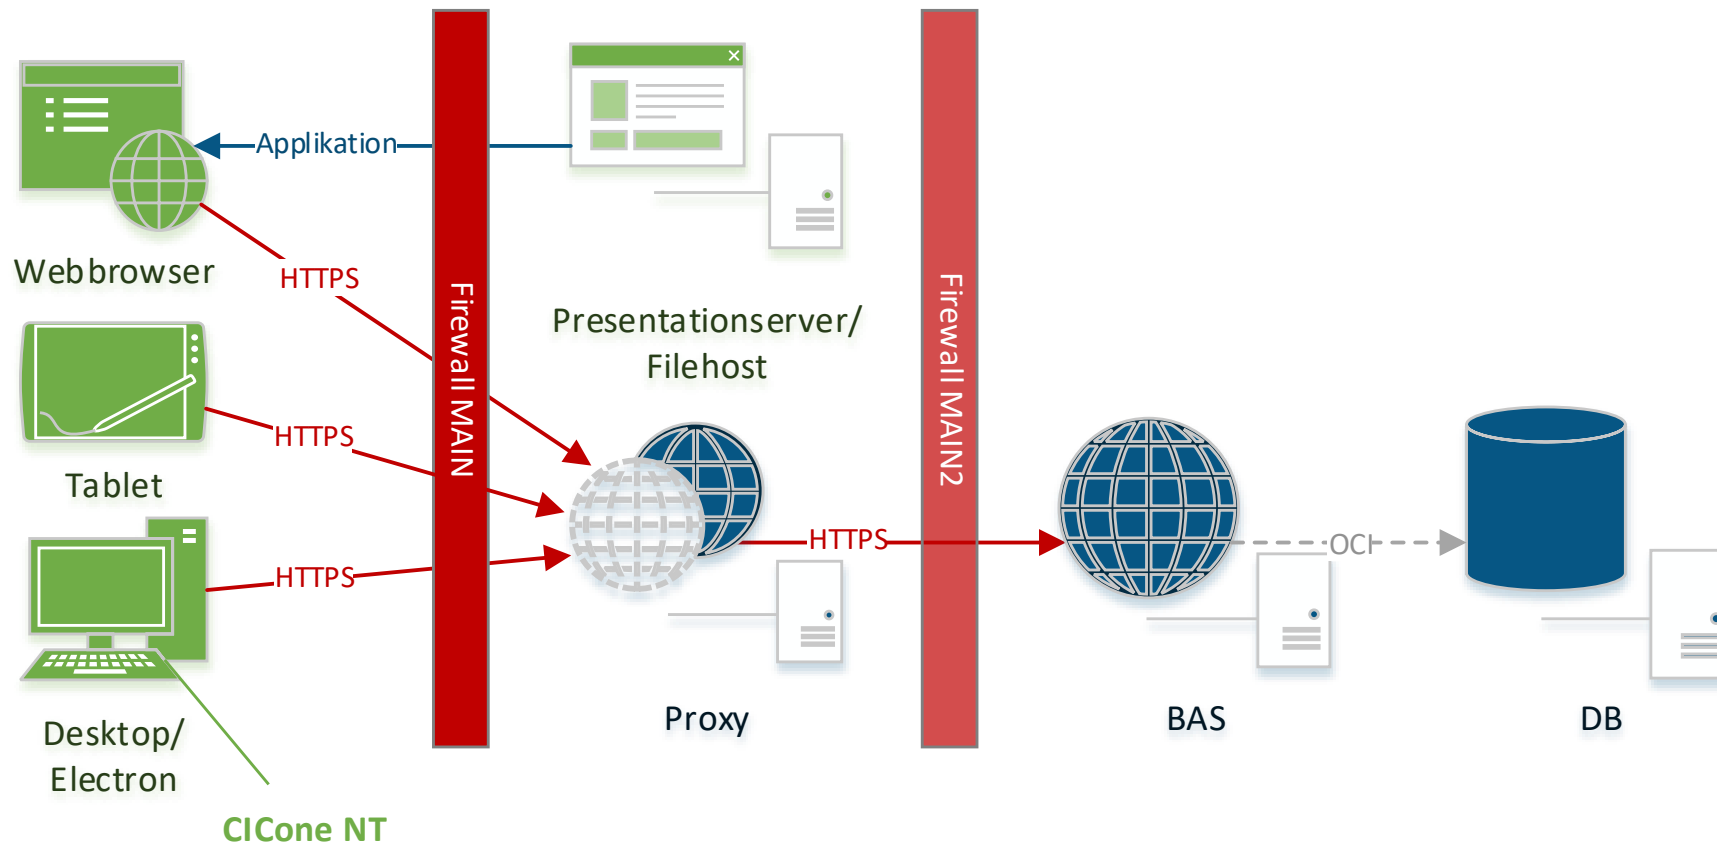 Applikation
Webbrowser
HTTPS
Firewall MAIN
Presentationserver/
Filehost
Firewall MAIN2
HTTPS
Tablet
HTTPS
OCI
HTTPS
Desktop/
Electron
Proxy
BAS
DB
CICone NT